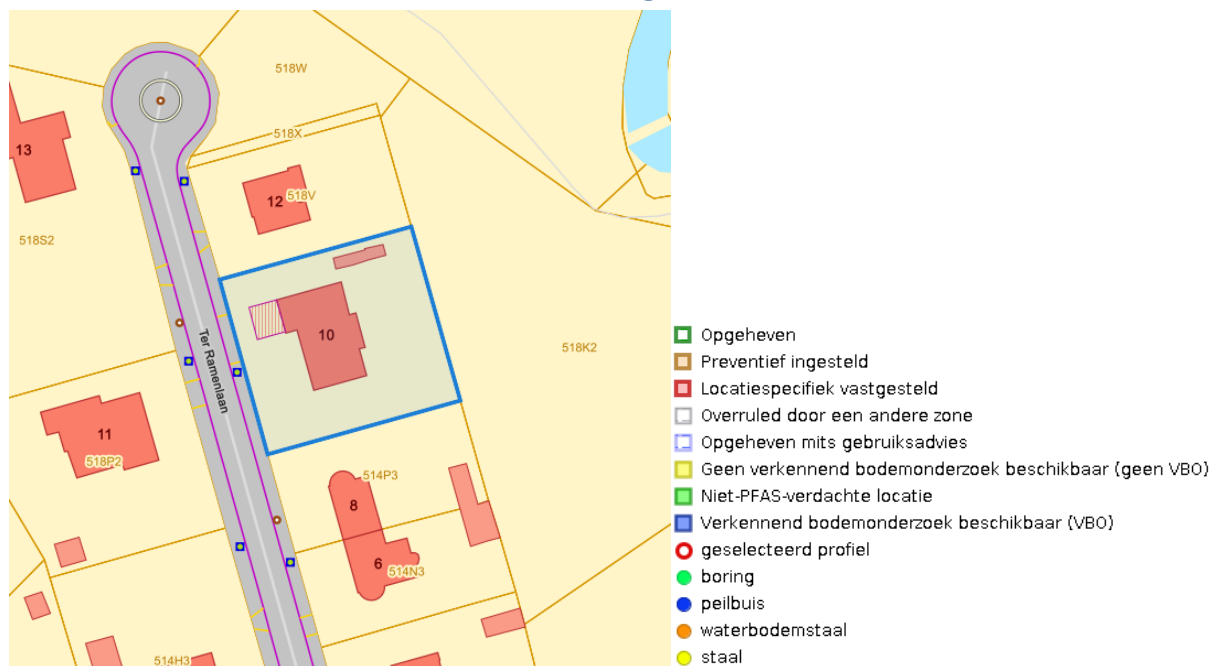 518W
518X
13
12
518V
518S2
10
518K2
Ter Ramenlaan
11
518P2
514P3
8
6
514N3
514H3
Opgeheven
Preventief ingesteld
Locatiespecifiek vastgesteld
Overruled door een andere zone
Opgeheven mits gebruiksadvies
Geen verkennend bodemonderzoek beschikbaar (geen VBO)
Niet-PFAS-verdachte locatie
Verkennend bodemonderzoek beschikbaar (VBO)
geselecteerd profiel
boring
peilbuis
waterbodemstaal
staal